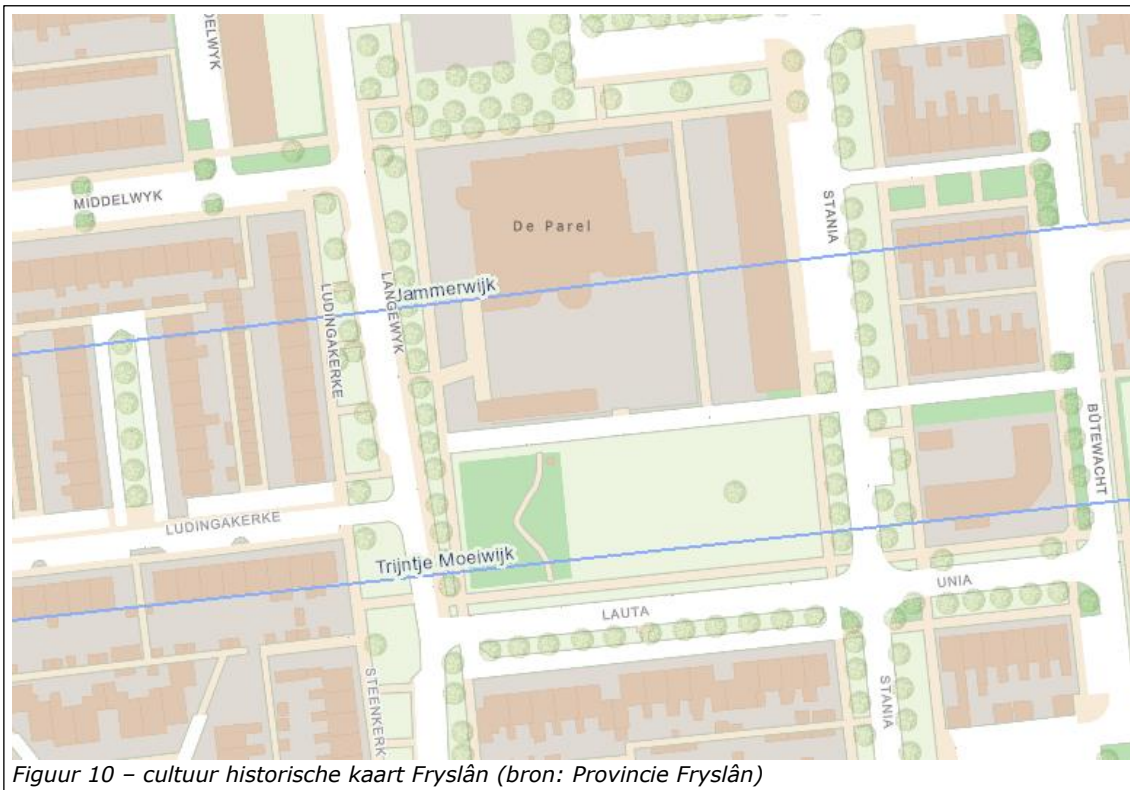 DELWYK
MIDDELWYK
De Parel
STANIA
Jammerwijk
LUDINGAKERKE
LANGEWYK
BÛTEWACHT
LUDINGAKERKE
Trijntje Moeiwijk
UNIA
LAUTA
STEENKERK
STANIA
Figuur 10 – cultuur historische kaart Fryslân (bron: Provincie Fryslân)